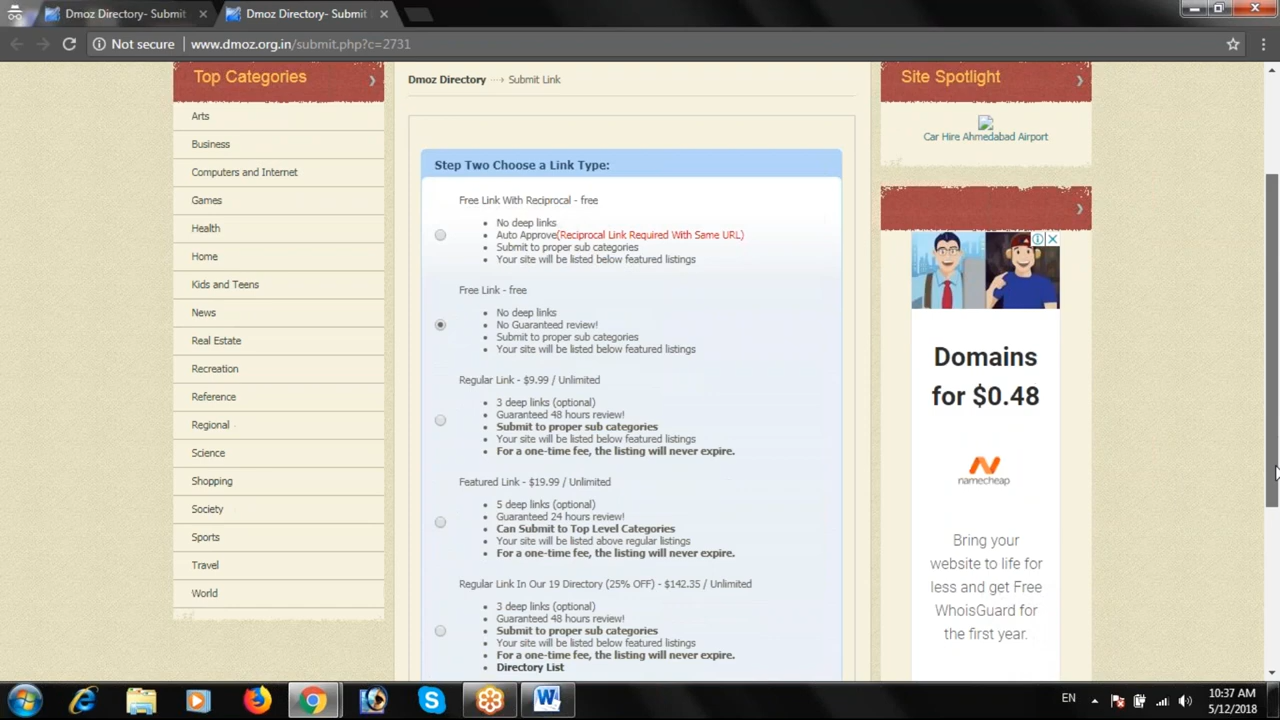 Dmoz Directory- Submit
Dmoz Directory- Submit
Not secure
www.dmoz.org.in/submit.php?c=2731
Top Categories
Arts
Business
Computers and Internet
Games
Health
Home
Kids and Teens
News
Real Estate
Recreation
Reference
Regional
Science
Shopping
Society
Sports
Travel
World
Dmoz Directory Submit Link
Step Two Choose a Link Type:
Free Link With Reciprocal - free
No deep links
Auto Approve(Reciprocal Link Required With Same URL)
Submit to proper sub categories
Your site will be listed below featured listings
Free Link - free
No deep links
No Guaranteed review!
Submit to proper sub categories
Your site will be listed below featured listings
Regular Link - $9.99 / Unlimited
3 deep links (optional)
Guaranteed 48 hours review!
Submit to proper sub categories
Your site will be listed below featured listings
For a one-time fee, the listing will never expire.
Featured Link - $19.99 / Unlimited
5 deep links (optional)
Guaranteed 24 hours review!
Can Submit to Top Level Categories
Your site will be listed above regular listings
For a one-time fee, the listing will never expire.
Regular Link In Our 19 Directory (25% OFF) - $142.35 / Unlimited
3 deep links (optional)
Guaranteed 48 hours review!
Submit to proper sub categories
Your site will be listed below featured listings
For a one-time fee, the listing will never expire.
Directory List
Site Spotlight
Car Hire Ahmedabad Airport
Domains
for $0.48
namecheap
Bring your
website to life for
less and get Free
WhoisGuard for
the first year.
EN
10:37 AM
5/12/2018